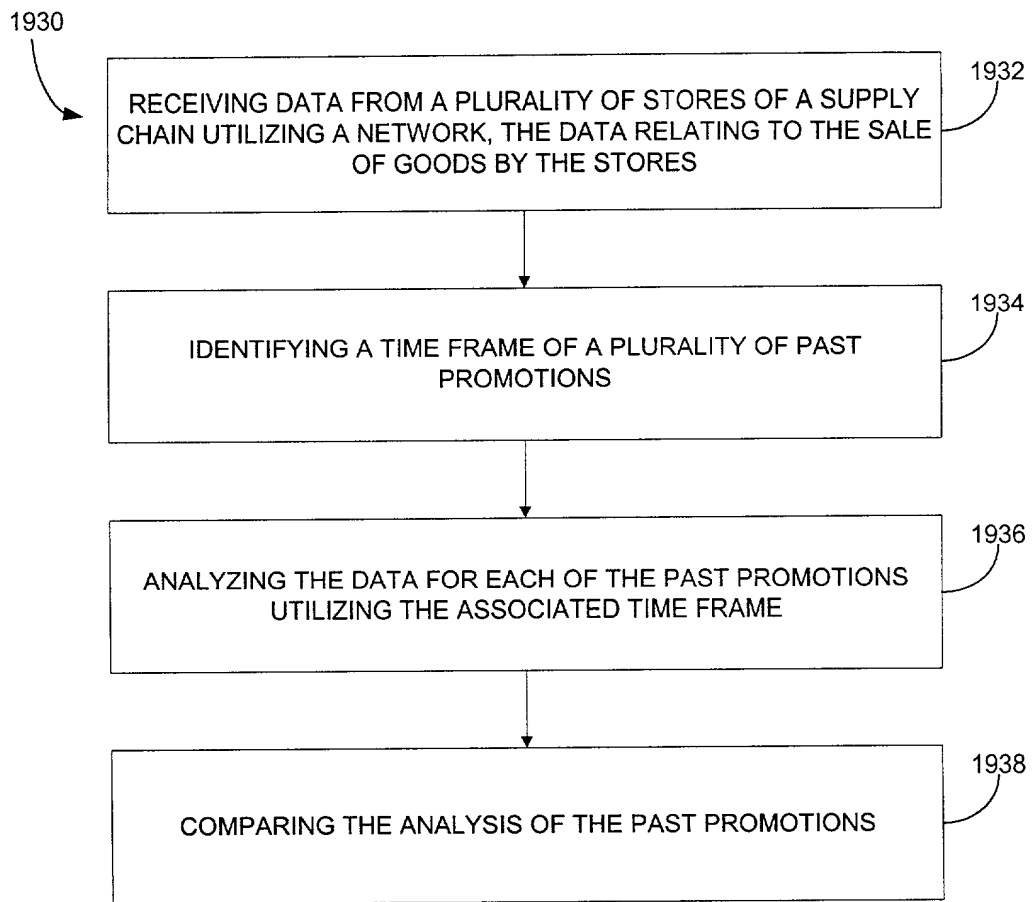 1930
1932
RECEIVING DATA FROM A PLURALITY OF STORES OF A SUPPLY
CHAIN UTILIZING A NETWORK, THE DATA RELATING TO THE SALE
OF GOODS BY THE STORES
1934
IDENTIFYING A TIME FRAME OF A PLURALITY OF PAST
PROMOTIONS
1936
ANALYZING THE DATA FOR EACH OF THE PAST PROMOTIONS
UTILIZING THE ASSOCIATED TIME FRAME
1938
COMPARING THE ANALYSIS OF THE PAST PROMOTIONS